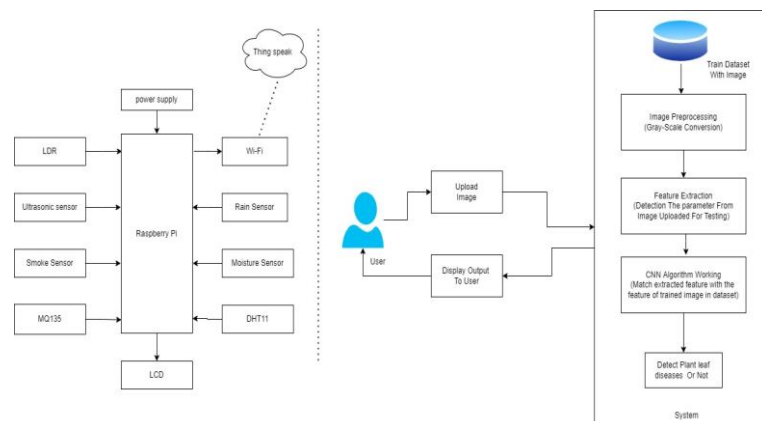 Thing speak
power supply
LDR
Wi-Fi
Ultrasonic sensor
Rain Sensor
Raspberry Pi
Smoke Sensor
Moisture Sensor
MQ135
DHT11
LCD
User
Upload
Image
Display Output
To User
Train Dataset
With Image
Image Preprocessing
(Gray-Scale Conversion)
Feature Extraction
(Detection The parameter From
Image Uploaded For Testing)
CNN Algorithm Working
(Match extracted feature with the
feature of trained image in dataset)
Detect Plant leaf
diseases Or Not
System